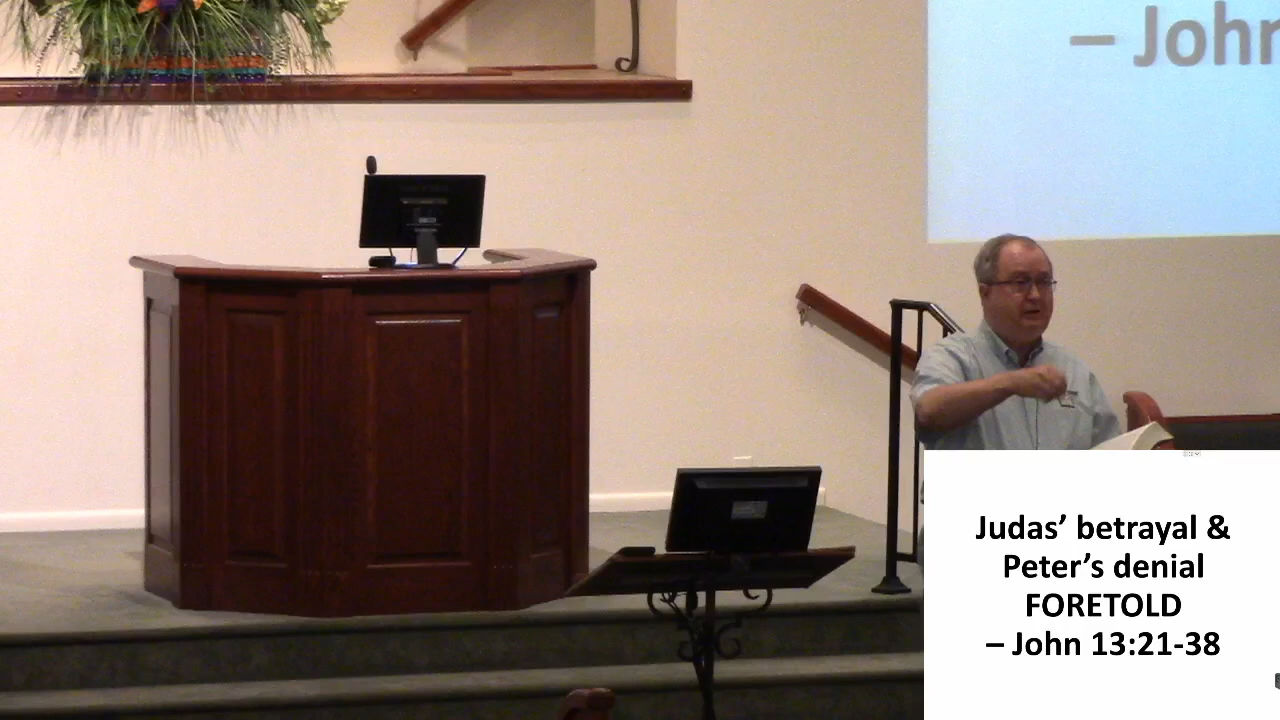 – John
Judas’ betrayal &
Peter’s denial
FORETOLD
– John 13:21-38